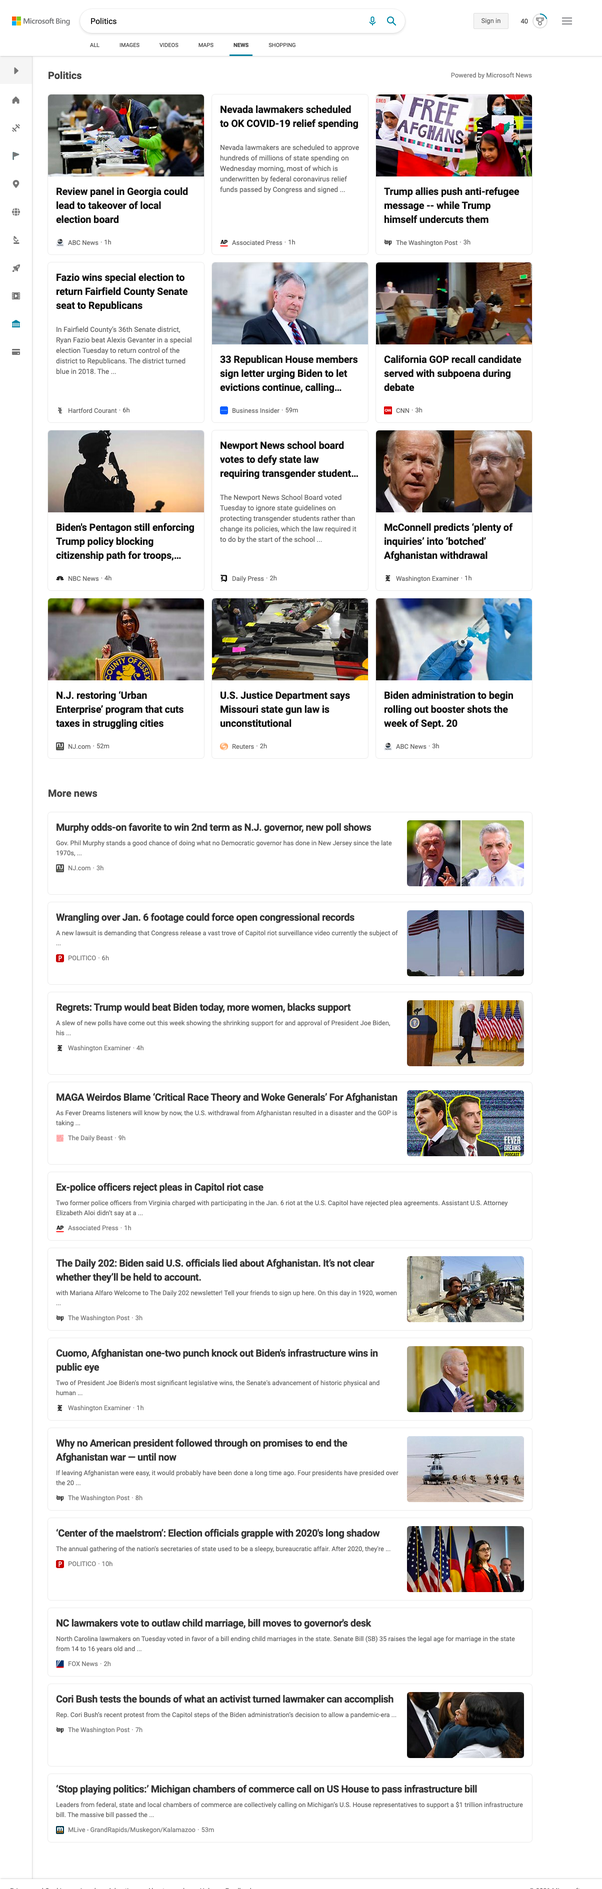 Microsoft Bing
Politics
Sign in
40
ALL IMAGES VIDEOS MAPS NEWS SHOPPING
Politics
Powered by Microsoft News
Review panel in Georgia could
lead to takeover of local
election board
ABC News · 1h
Nevada lawmakers scheduled
to OK COVID-19 relief spending
Nevada lawmakers are scheduled to approve
hundreds of millions of state spending on
Wednesday morning, most of which is
underwritten by federal coronavirus relief
funds passed by Congress and signed ...
AP Associated Press · 1h
FREE
AFGHANS
Trump allies push anti-refugee
message -- while Trump
himself undercuts them
wp The Washington Post · 3h
Fazio wins special election to
return Fairfield County Senate
seat to Republicans
In Fairfield County's 36th Senate district,
Ryan Fazio beat Alexis Gevanter in a special
election Tuesday to return control of the
district to Republicans. The district turned
blue in 2018. The ...
Hartford Courant · 6h
33 Republican House members
sign letter urging Biden to let
evictions continue, calling...
Business Insider · 59m
California GOP recall candidate
served with subpoena during
debate
CNN · 3h
Biden's Pentagon still enforcing
Trump policy blocking
citizenship path for troops,...
NBC News · 4h
Newport News school board
votes to defy state law
requiring transgender student...
The Newport News School Board voted
Tuesday to ignore state guidelines on
protecting transgender students rather than
change its policies, which the law required it
to do by the start of the school ...
Daily Press · 2h
McConnell predicts 'plenty of
inquiries' into 'botched'
Afghanistan withdrawal
Washington Examiner · 1h
COUNTY OF ESSEX
N.J. restoring 'Urban
Enterprise' program that cuts
taxes in struggling cities
NJ.com · 52m
U.S. Justice Department says
Missouri state gun law is
unconstitutional
Reuters · 2h
Biden administration to begin
rolling out booster shots the
week of Sept. 20
ABC News · 3h
More news
Murphy odds-on favorite to win 2nd term as N.J. governor, new poll shows
Gov. Phil Murphy stands a good chance of doing what no Democratic governor has done in New Jersey since the late
1970s, ...
NJ.com · 3h
Wrangling over Jan. 6 footage could force open congressional records
A new lawsuit is demanding that Congress release a vast trove of Capitol riot surveillance video currently the subject of
...
POLITICO · 6h
Regrets: Trump would beat Biden today, more women, blacks support
A slew of new polls have come out this week showing the shrinking support for and approval of President Joe Biden,
his ...
Washington Examiner · 4h
MAGA Weirdos Blame 'Critical Race Theory and Woke Generals' For Afghanistan
As Fever Dreams listeners will know by now, the U.S. withdrawal from Afghanistan resulted in a disaster and the GOP is
taking ...
The Daily Beast · 9h
FEVER
DREAMS
PODCAST
Ex-police officers reject pleas in Capitol riot case
Two former police officers from Virginia charged with participating in the Jan. 6 riot at the U.S. Capitol have rejected plea agreements. Assistant U.S. Attorney
Elizabeth Aloi didn't say at a ...
AP Associated Press · 1h
The Daily 202: Biden said U.S. officials lied about Afghanistan. It's not clear
whether they'll be held to account.
with Mariana Alfaro Welcome to The Daily 202 newsletter! Tell your friends to sign up here. On this day in 1920, women
...
wp The Washington Post · 3h
Cuomo, Afghanistan one-two punch knock out Biden's infrastructure wins in
public eye
Two of President Joe Biden's most significant legislative wins, the Senate's advancement of historic physical and
human ...
Washington Examiner · 1h
Why no American president followed through on promises to end the
Afghanistan war — until now
If leaving Afghanistan were easy, it would probably have been done a long time ago. Four presidents have presided over
the 20 ...
wp The Washington Post · 8h
'Center of the maelstrom': Election officials grapple with 2020's long shadow
The annual gathering of the nation's secretaries of state used to be a sleepy, bureaucratic affair. After 2020, they're ...
POLITICO · 10h
NC lawmakers vote to outlaw child marriage, bill moves to governor's desk
North Carolina lawmakers on Tuesday voted in favor of a bill ending child marriages in the state. Senate Bill (SB) 35 raises the legal age for marriage in the state
from 14 to 16 years old and ...
FOX News · 2h
Cori Bush tests the bounds of what an activist turned lawmaker can accomplish
Rep. Cori Bush's recent protest from the Capitol steps of the Biden administration's decision to allow a pandemic-era ...
wp The Washington Post · 7h
'Stop playing politics:' Michigan chambers of commerce call on US House to pass infrastructure bill
Leaders from federal, state and local chambers of commerce are collectively calling on Michigan's U.S. House representatives to support a $1 trillion infrastructure
bill. The massive bill passed the ...
MLive - GrandRapids/Muskegon/Kalamazoo · 53m